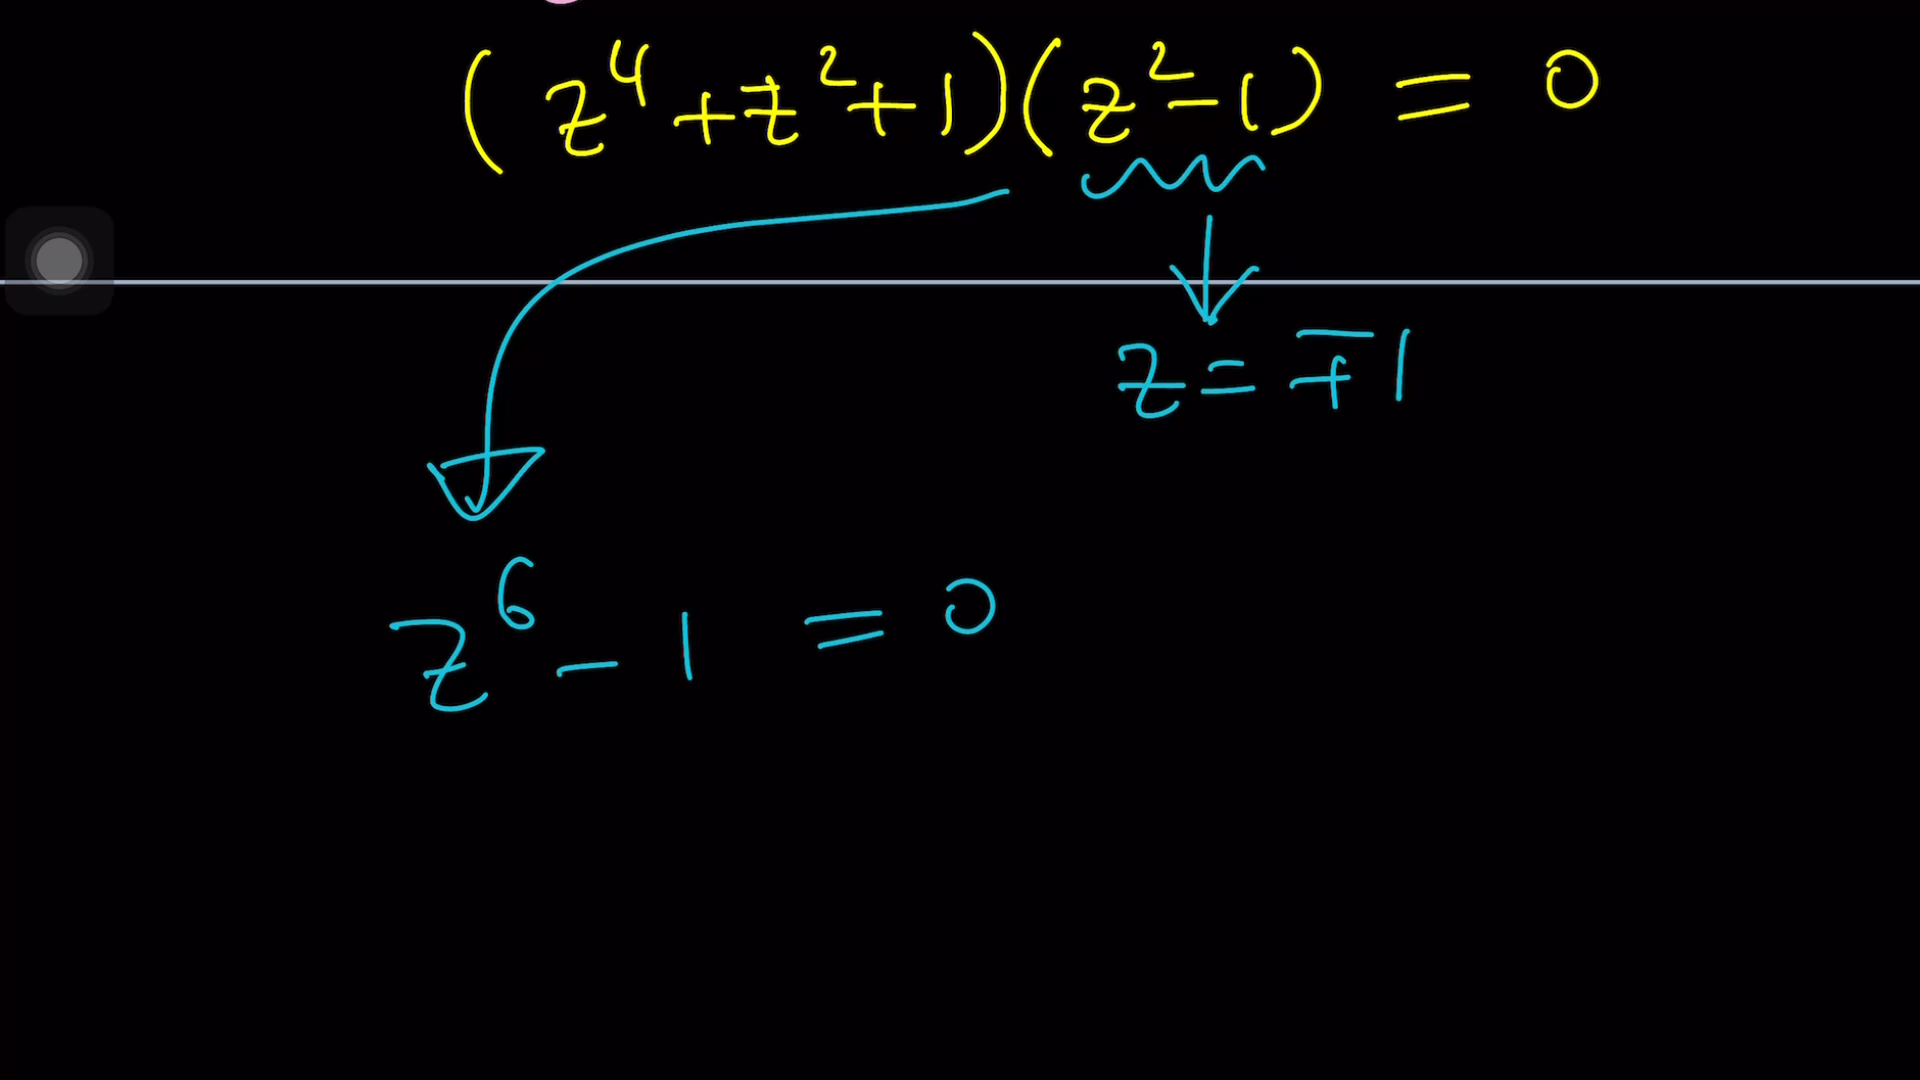 (z⁴+z²+1)(z²-1) = 0
z = ∓1
z⁶ - 1 = 0